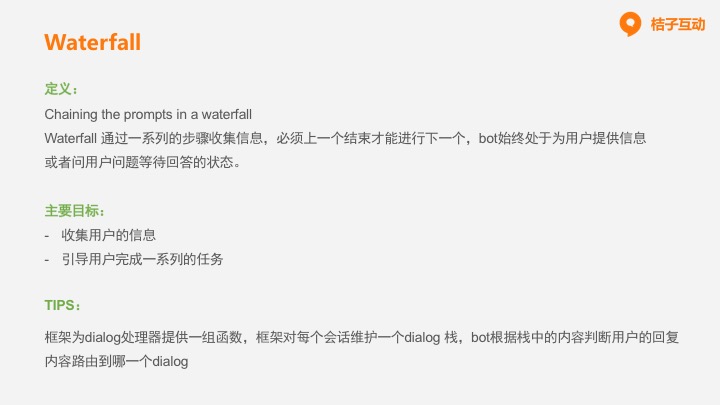 桔子互动
Waterfall
定义：
Chaining the prompts in a waterfall
Waterfall 通过一系列的步骤收集信息，必须上一个结束才能进行下一个，bot始终处于为用户提供信息
或者问用户问题等待回答的状态。
主要目标：
- 收集用户的信息
- 引导用户完成一系列的任务
TIPS：
框架为dialog处理器提供一组函数，框架对每个会话维护一个dialog 栈，bot根据栈中的内容判断用户的回复
内容路由到哪一个dialog